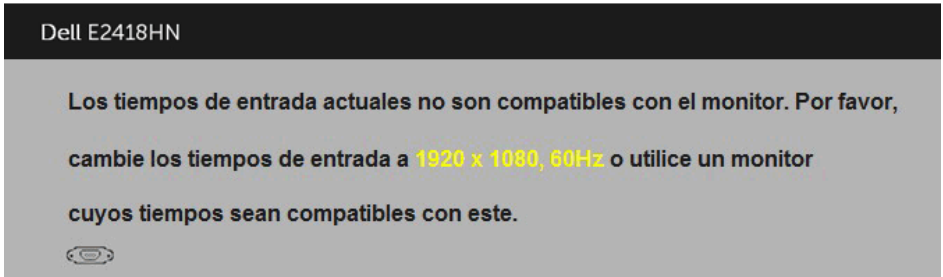 Dell E2418HN
Los tiempos de entrada actuales no son compatibles con el monitor. Por favor,
cambie los tiempos de entrada a 1920 x 1080, 60Hz o utilice un monitor
cuyos tiempos sean compatibles con este.